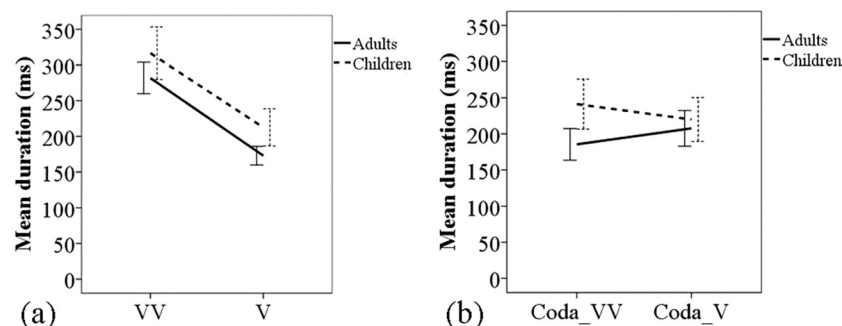 Mean duration (ms)
350
300
250
200
150
100
50
0
VV
V
Adults
Children
(a)
Mean duration (ms)
350
300
250
200
150
100
50
0
Coda_VV
Coda_V
Adults
Children
(b)